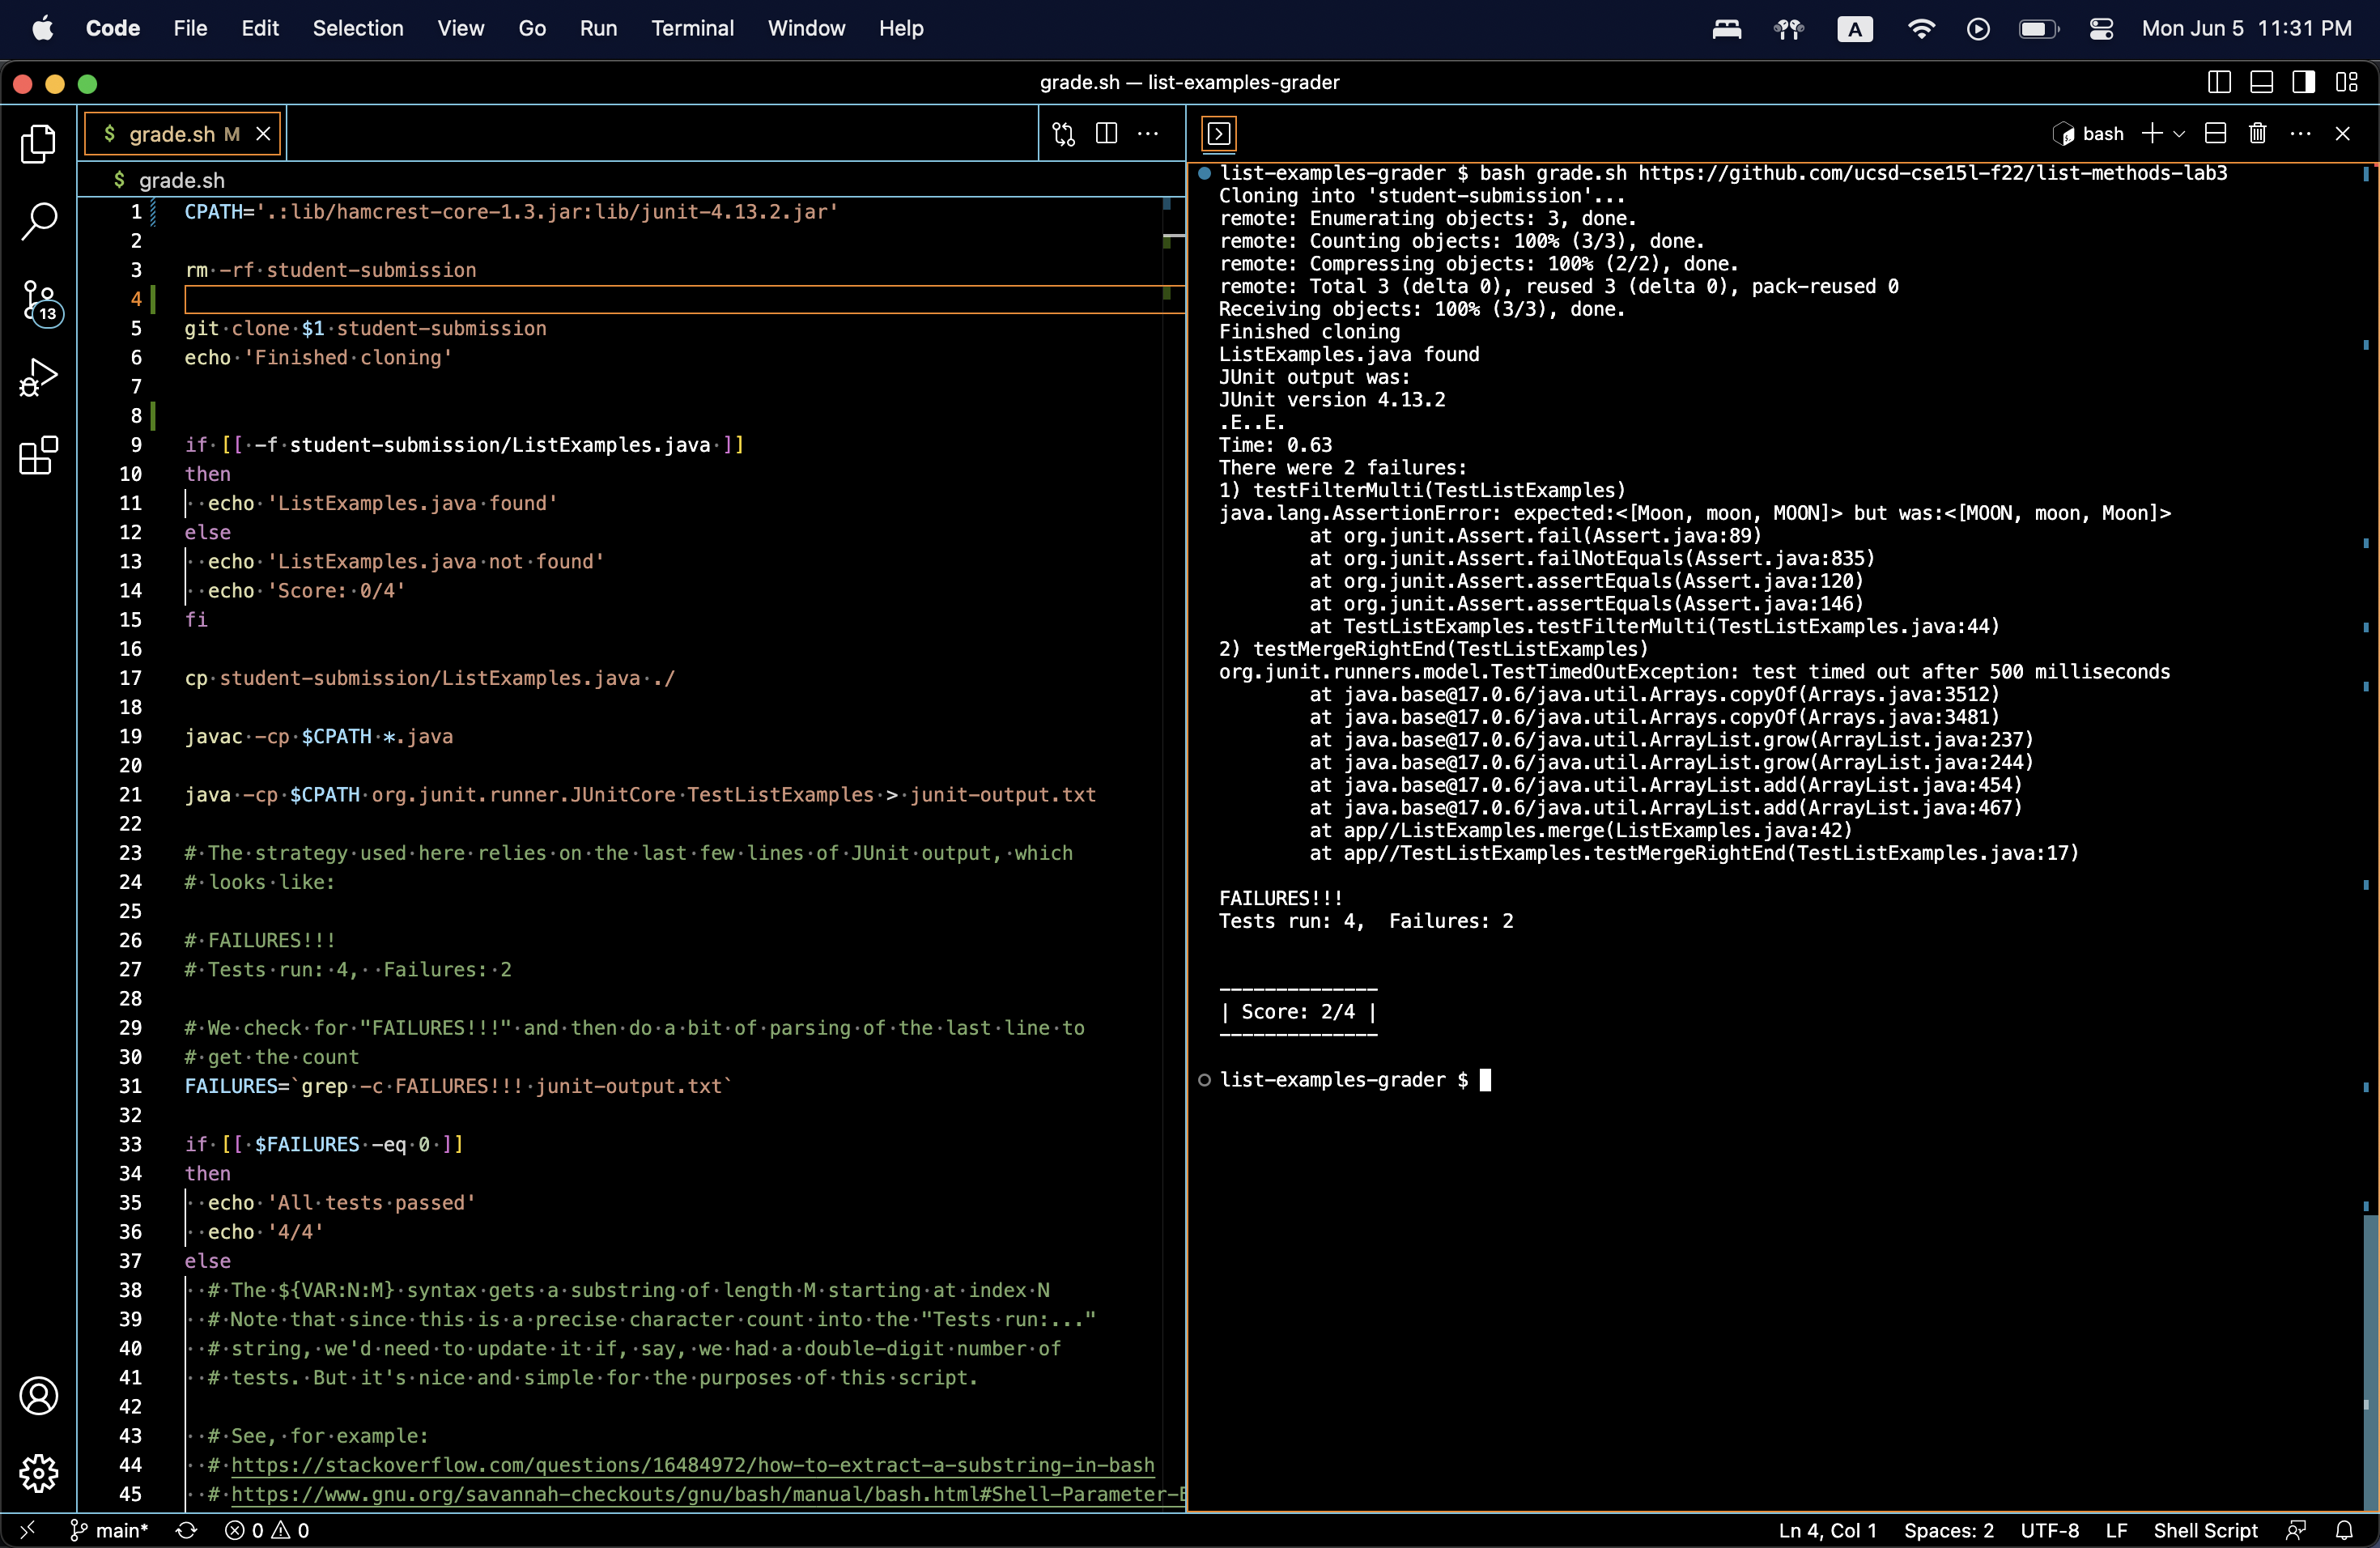 Code File Edit Selection View Go Run Terminal Window Help A Mon Jun 5 11:31 PM
grade.sh — list-examples-grader
$ grade.sh M
$ grade.sh
13
1 CPATH='.:lib/hamcrest-core-1.3.jar:lib/junit-4.13.2.jar'
2
3 rm -rf student-submission
4
5 git clone $1 student-submission
6 echo 'Finished cloning'
7
8
9 if [[ -f student-submission/ListExamples.java ]]
10 then
11 echo 'ListExamples.java found'
12 else
13 echo 'ListExamples.java not found'
14 echo 'Score: 0/4'
15 fi
16
17 cp student-submission/ListExamples.java ./
18
19 javac -cp $CPATH *.java
20
21 java -cp $CPATH org.junit.runner.JUnitCore TestListExamples > junit-output.txt
22
23 # The strategy used here relies on the last few lines of JUnit output, which
24 # looks like:
25
26 # FAILURES!!!
27 # Tests run: 4,  Failures: 2
28
29 # We check for "FAILURES!!!" and then do a bit of parsing of the last line to
30 # get the count
31 FAILURES=`grep -c FAILURES!!! junit-output.txt`
32
33 if [[ $FAILURES -eq 0 ]]
34 then
35 echo 'All tests passed'
36 echo '4/4'
37 else
38 # The ${VAR:N:M} syntax gets a substring of length M starting at index N
39 # Note that since this is a precise character count into the "Tests run:..."
40 # string, we'd need to update it if, say, we had a double-digit number of
41 # tests. But it's nice and simple for the purposes of this script.
42
43 # See, for example:
44 # https://stackoverflow.com/questions/16484972/how-to-extract-a-substring-in-bash
45 # https://www.gnu.org/savannah-checkouts/gnu/bash/manual/bash.html#Shell-Parameter-E
bash
list-examples-grader $ bash grade.sh https://github.com/ucsd-cse15l-f22/list-methods-lab3
Cloning into 'student-submission'...
remote: Enumerating objects: 3, done.
remote: Counting objects: 100% (3/3), done.
remote: Compressing objects: 100% (2/2), done.
remote: Total 3 (delta 0), reused 3 (delta 0), pack-reused 0
Receiving objects: 100% (3/3), done.
Finished cloning
ListExamples.java found
JUnit output was:
JUnit version 4.13.2
.E..E.
Time: 0.63
There were 2 failures:
1) testFilterMulti(TestListExamples)
java.lang.AssertionError: expected:<[Moon, moon, MOON]> but was:<[MOON, moon, Moon]>
at org.junit.Assert.fail(Assert.java:89)
at org.junit.Assert.failNotEquals(Assert.java:835)
at org.junit.Assert.assertEquals(Assert.java:120)
at org.junit.Assert.assertEquals(Assert.java:146)
at TestListExamples.testFilterMulti(TestListExamples.java:44)
2) testMergeRightEnd(TestListExamples)
org.junit.runners.model.TestTimedOutException: test timed out after 500 milliseconds
at java.base@17.0.6/java.util.Arrays.copyOf(Arrays.java:3512)
at java.base@17.0.6/java.util.Arrays.copyOf(Arrays.java:3481)
at java.base@17.0.6/java.util.ArrayList.grow(ArrayList.java:237)
at java.base@17.0.6/java.util.ArrayList.grow(ArrayList.java:244)
at java.base@17.0.6/java.util.ArrayList.add(ArrayList.java:454)
at java.base@17.0.6/java.util.ArrayList.add(ArrayList.java:467)
at app//ListExamples.merge(ListExamples.java:42)
at app//TestListExamples.testMergeRightEnd(TestListExamples.java:17)
FAILURES!!!
Tests run: 4,  Failures: 2
--------------
| Score: 2/4 |
--------------
list-examples-grader $
main* 0 0 Ln 4, Col 1 Spaces: 2 UTF-8 LF Shell Script